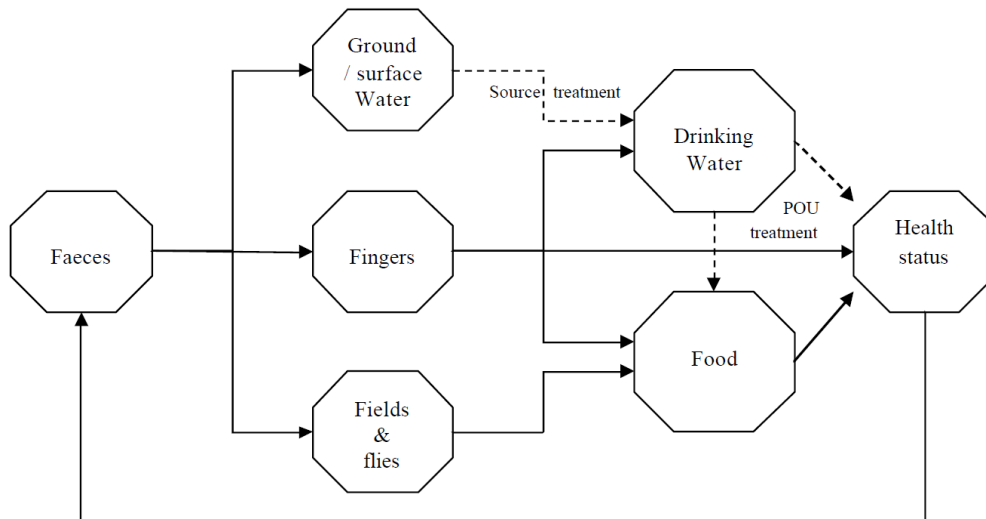 Ground
/ surface
Water
Source treatment
Drinking
Water
POU
treatment
Health
status
Faeces
Fingers
Food
Fields
&
flies